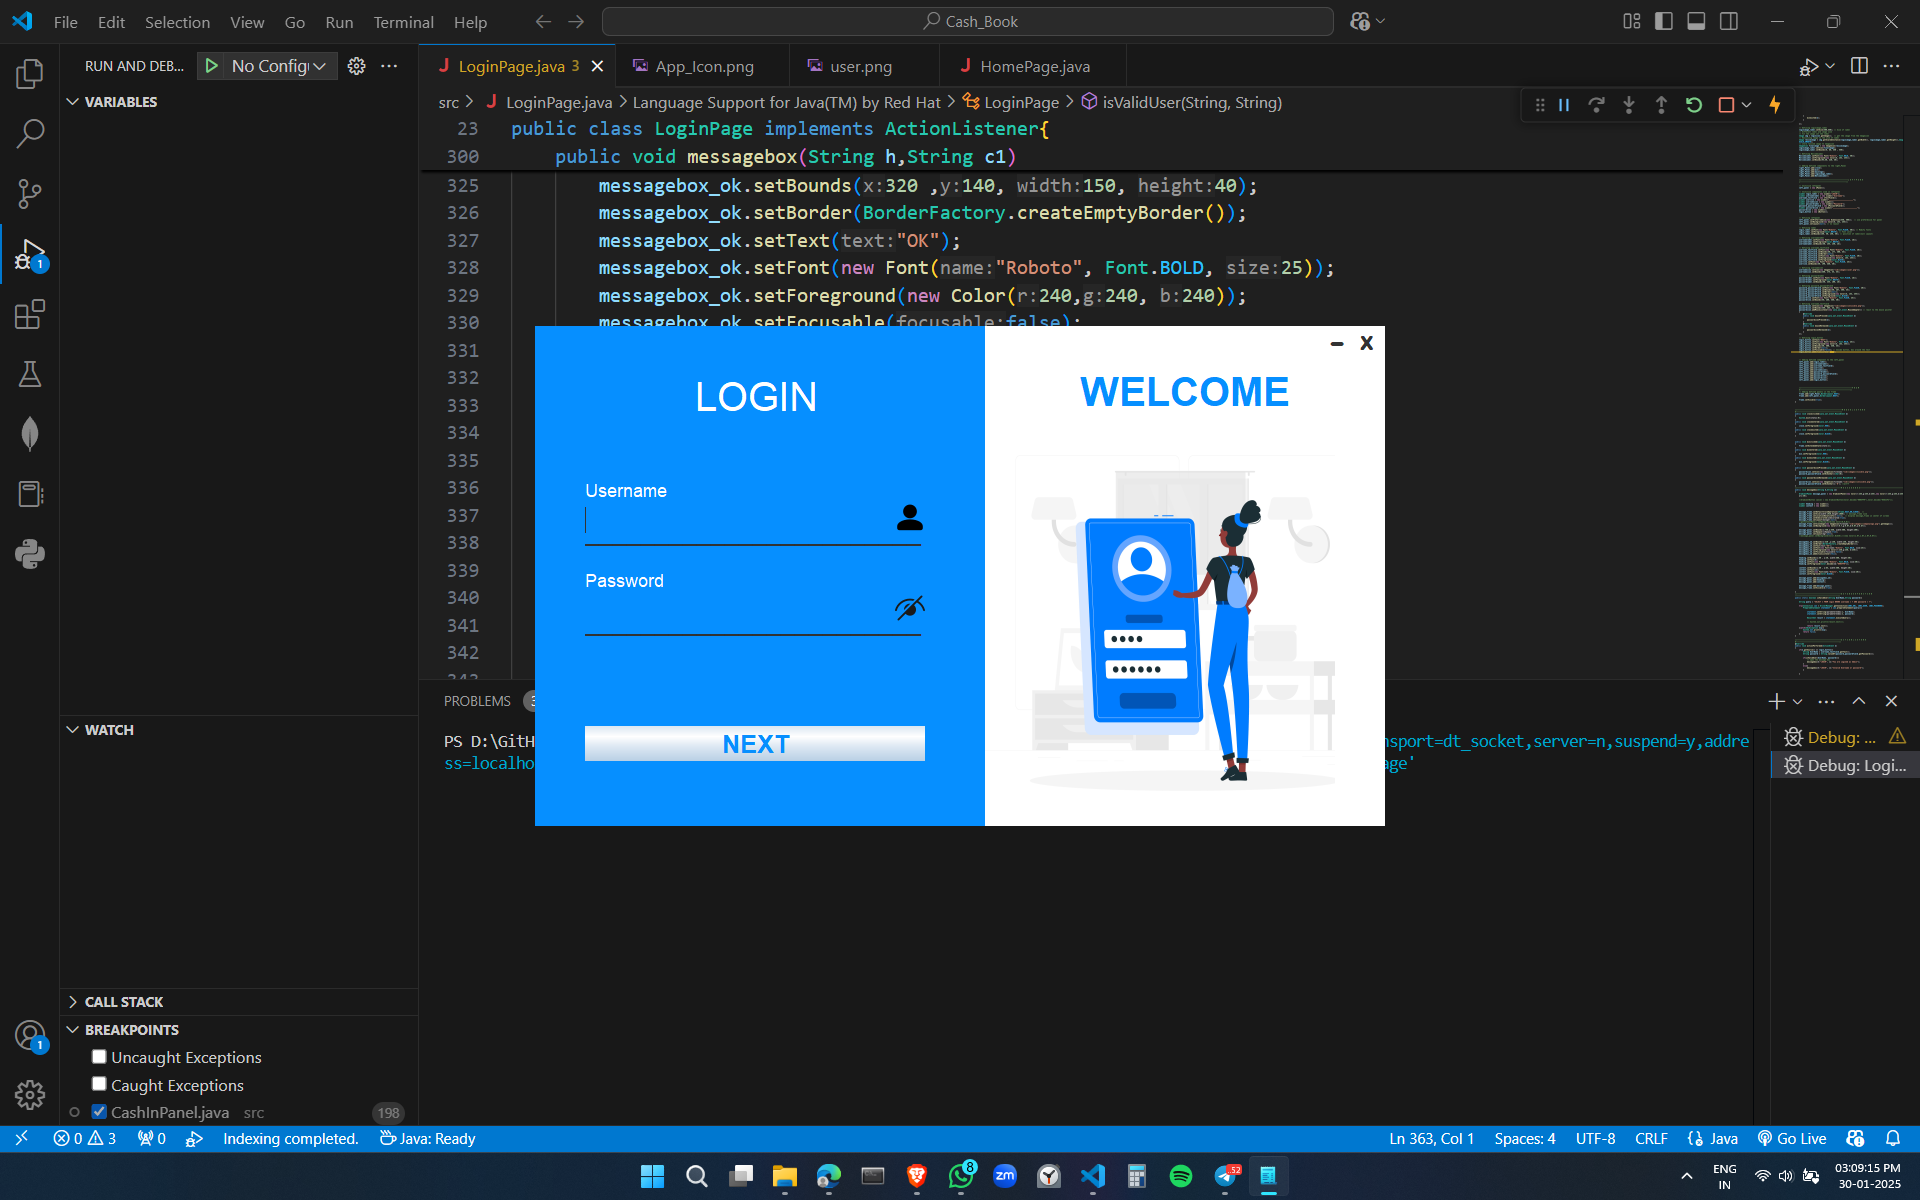 File Edit Selection View Go Run Terminal Help
Cash_Book
RUN AND DEB... No Config
LoginPage.java 3
App_Icon.png
user.png
HomePage.java
VARIABLES
src > LoginPage.java > Language Support for Java(TM) by Red Hat > LoginPage > isValidUser(String, String)
23 public class LoginPage implements ActionListener{
300 public void messagebox(String h,String c1)
325 messagebox_ok.setBounds(x:320 ,y:140, width:150, height:40);
326 messagebox_ok.setBorder(BorderFactory.createEmptyBorder());
327 messagebox_ok.setText(text:"OK");
328 messagebox_ok.setFont(new Font(name:"Roboto", Font.BOLD, size:25));
329 messagebox_ok.setForeground(new Color(r:240,g:240, b:240));
330 messagebox_ok.setFocusable(focusable:false);
331
332
333
334
335
336
337
338
339
340
341
342
343
- X
LOGIN
WELCOME
Username
Password
NEXT
PROBLEMS 3
PS D:\GitH
nsport=dt_socket,server=n,suspend=y,addre
ss=localho
age'
Debug: ...
Debug: Logi...
WATCH
CALL STACK
BREAKPOINTS
Uncaught Exceptions
Caught Exceptions
CashInPanel.java src 198
1
1
0 3 0 Indexing completed. Java: Ready
Ln 363, Col 1 Spaces: 4 UTF-8 CRLF Java Go Live
8
zm
52
ENG
IN
03:09:15 PM
30-01-2025